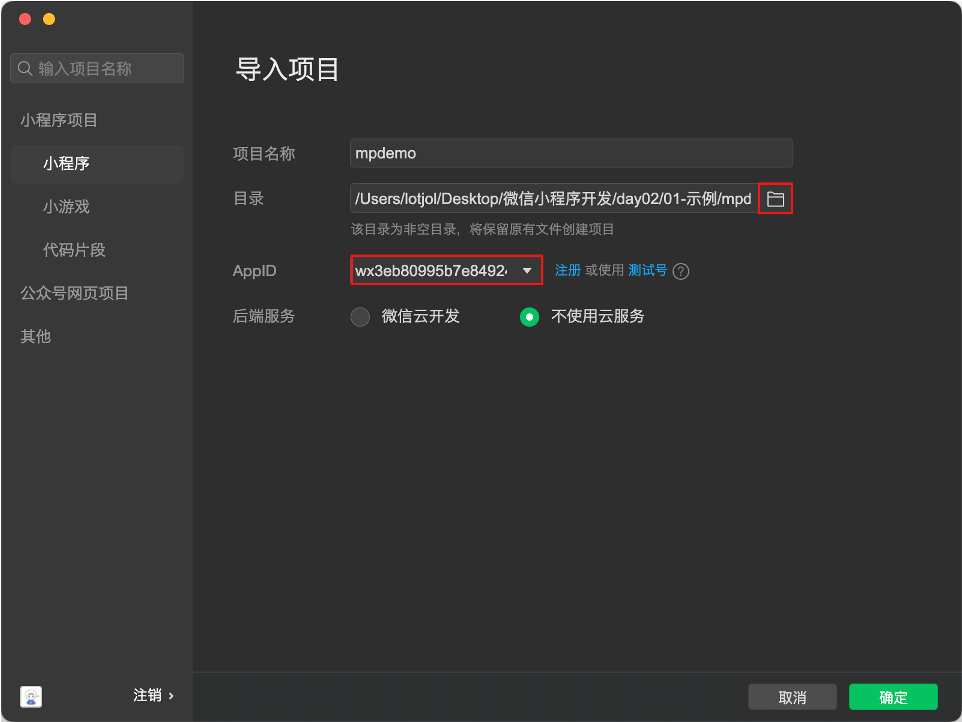 输入项目名称
小程序项目
小程序
小游戏
代码片段
公众号网页项目
其他
注销 ›
导入项目
项目名称 mpdemo
目录 /Users/lotjol/Desktop/微信小程序开发/day02/01-示例/mpd
该目录为非空目录，将保留原有文件创建项目
AppID wx3eb80995b7e8492 注册 或使用 测试号 ?
后端服务 微信云开发 不使用云服务
取消 确定